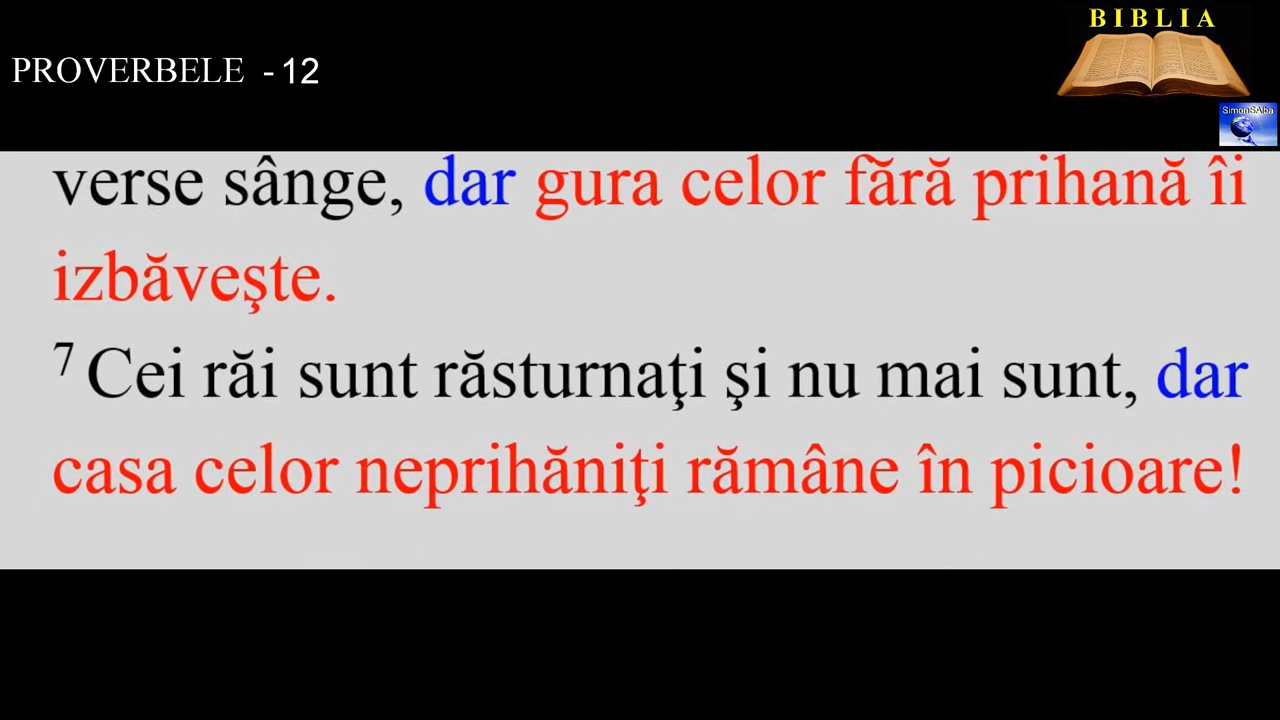 BIBLIA
PROVERBELE - 12
SimonSAlba
verse sânge, dar gura celor fără prihană îi
izbăveşte.
7 Cei răi sunt răsturnaţi şi nu mai sunt, dar
casa celor neprihăniţi rămâne în picioare!